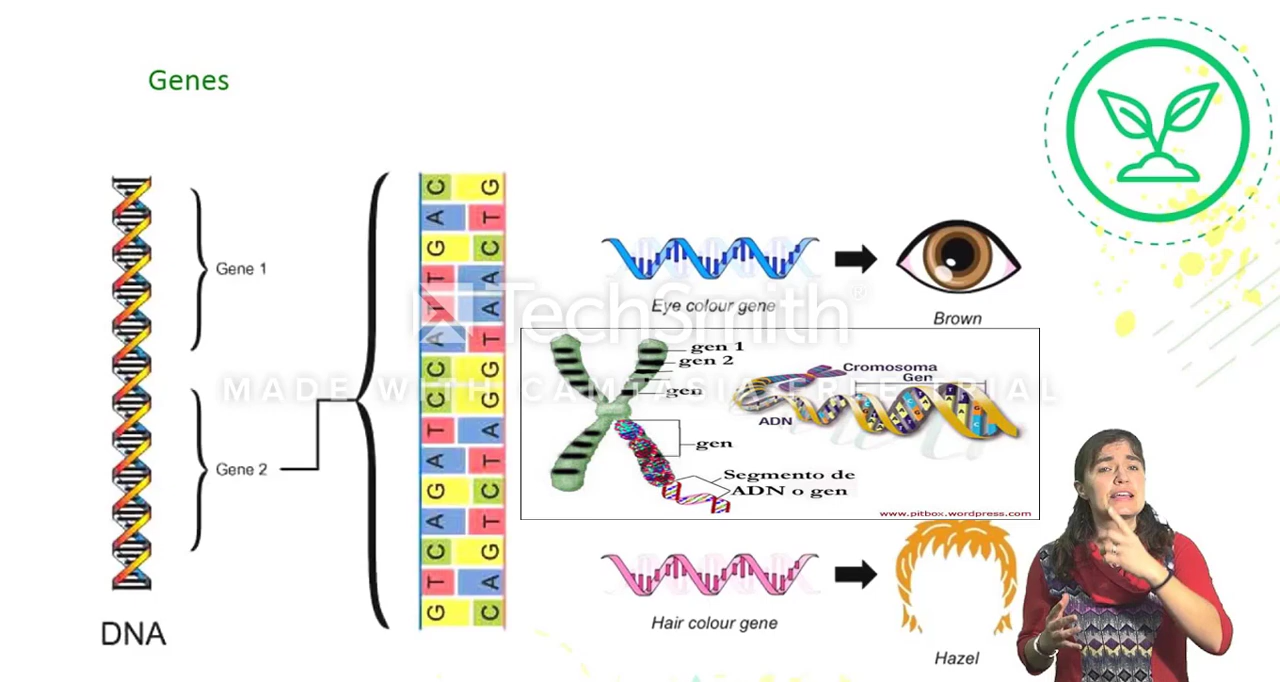 Genes
Gene 1
Gene 2
DNA
C G
A T
G C
T A
T A
A T
C G
C G
T A
A T
G C
A T
C G
T A
G C
Eye colour gene
Brown
TechSmith®
MADE WITH CAMTASIA FREE TRIAL
gen 1
gen 2
gen
gen
Segmento de
ADN o gen
Cromosoma
Gen
ADN
www.pitbox.wordpress.com
Hair colour gene
Hazel